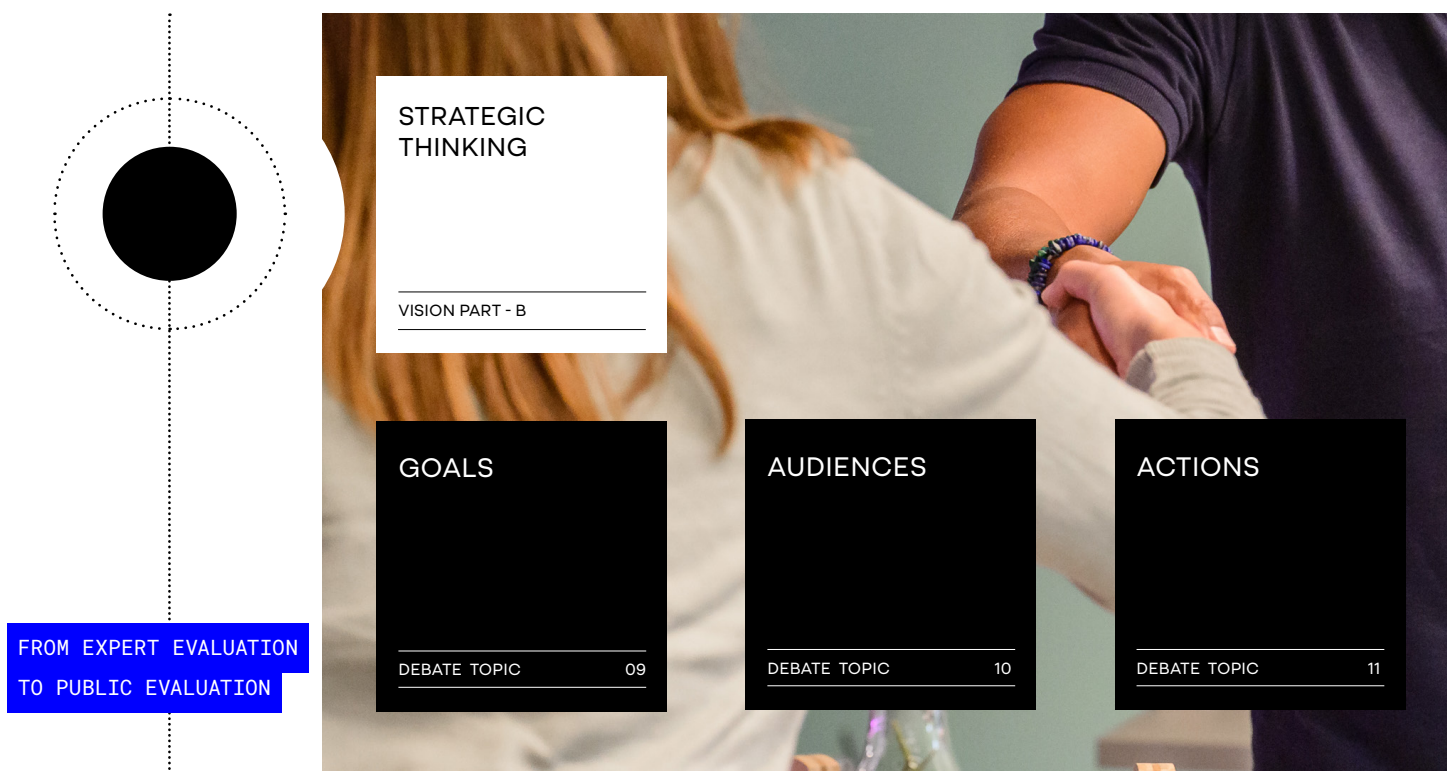 STRATEGIC
THINKING
VISION PART - B
GOALS
DEBATE TOPIC 09
AUDIENCES
DEBATE TOPIC 10
ACTIONS
DEBATE TOPIC 11
FROM EXPERT EVALUATION
TO PUBLIC EVALUATION